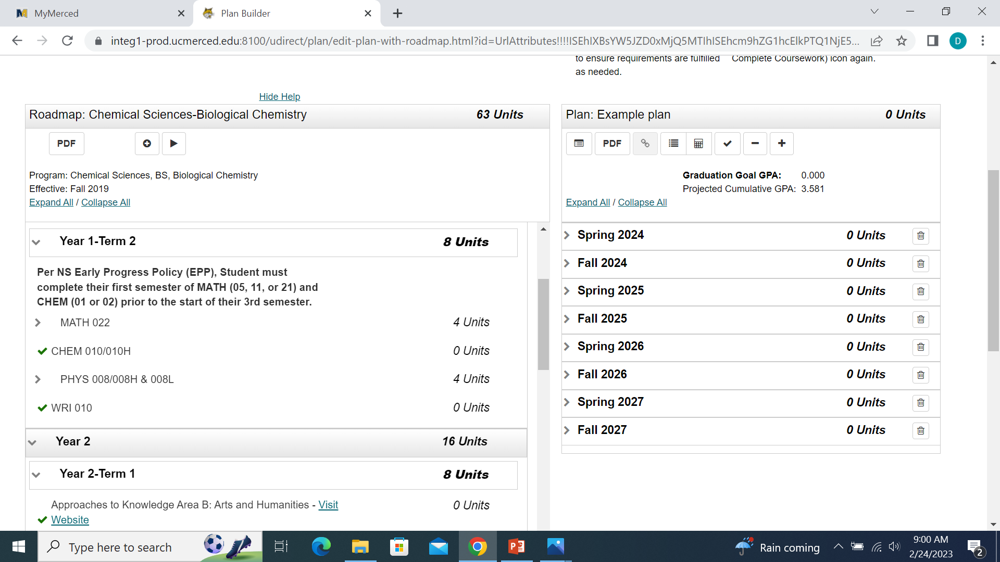 MyMerced
Plan Builder
integ1-prod.ucmerced.edu:8100/udirect/plan/edit-plan-with-roadmap.html?id=UrlAttributes!!!!ISEhIXBsYW5JZD0xMjQ5MTIhISEhcm9hZG1hcElkPTQ1NjE5...
D
to ensure requirements are fulfilled
as needed.
Complete Coursework) icon again.
Hide Help
Roadmap: Chemical Sciences-Biological Chemistry 63 Units
PDF
Program: Chemical Sciences, BS, Biological Chemistry
Effective: Fall 2019
Expand All / Collapse All
Year 1-Term 2 8 Units
Per NS Early Progress Policy (EPP), Student must
complete their first semester of MATH (05, 11, or 21) and
CHEM (01 or 02) prior to the start of their 3rd semester.
MATH 022 4 Units
CHEM 010/010H 0 Units
PHYS 008/008H & 008L 4 Units
WRI 010 0 Units
Year 2 16 Units
Year 2-Term 1 8 Units
Approaches to Knowledge Area B: Arts and Humanities - Visit 0 Units
Website
Plan: Example plan 0 Units
PDF
Graduation Goal GPA: 0.000
Projected Cumulative GPA: 3.581
Expand All / Collapse All
Spring 2024 0 Units
Fall 2024 0 Units
Spring 2025 0 Units
Fall 2025 0 Units
Spring 2026 0 Units
Fall 2026 0 Units
Spring 2027 0 Units
Fall 2027 0 Units
Type here to search
Rain coming
9:00 AM
2/24/2023
2